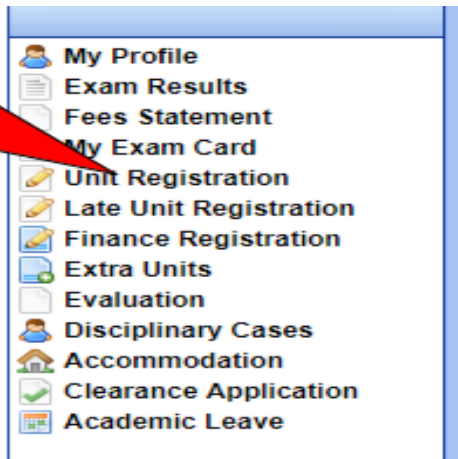 My Profile
Exam Results
Fees Statement
My Exam Card
Unit Registration
Late Unit Registration
Finance Registration
Extra Units
Evaluation
Disciplinary Cases
Accommodation
Clearance Application
Academic Leave